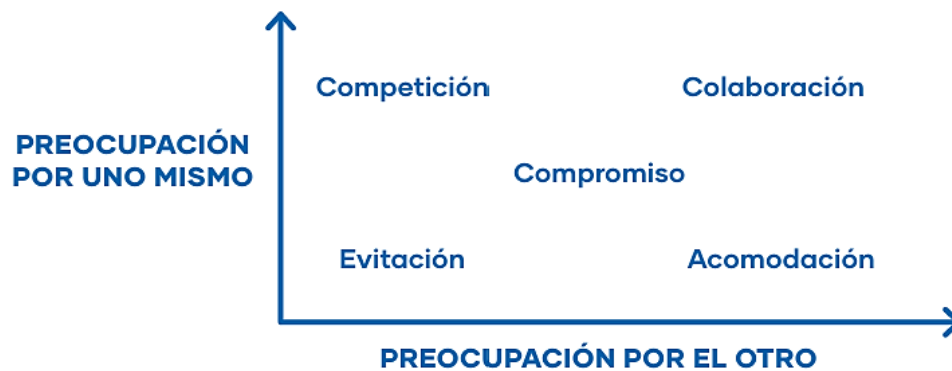 Competición
Colaboración
PREOCUPACIÓN
POR UNO MISMO
Compromiso
Evitación
Acomodación
PREOCUPACIÓN POR EL OTRO